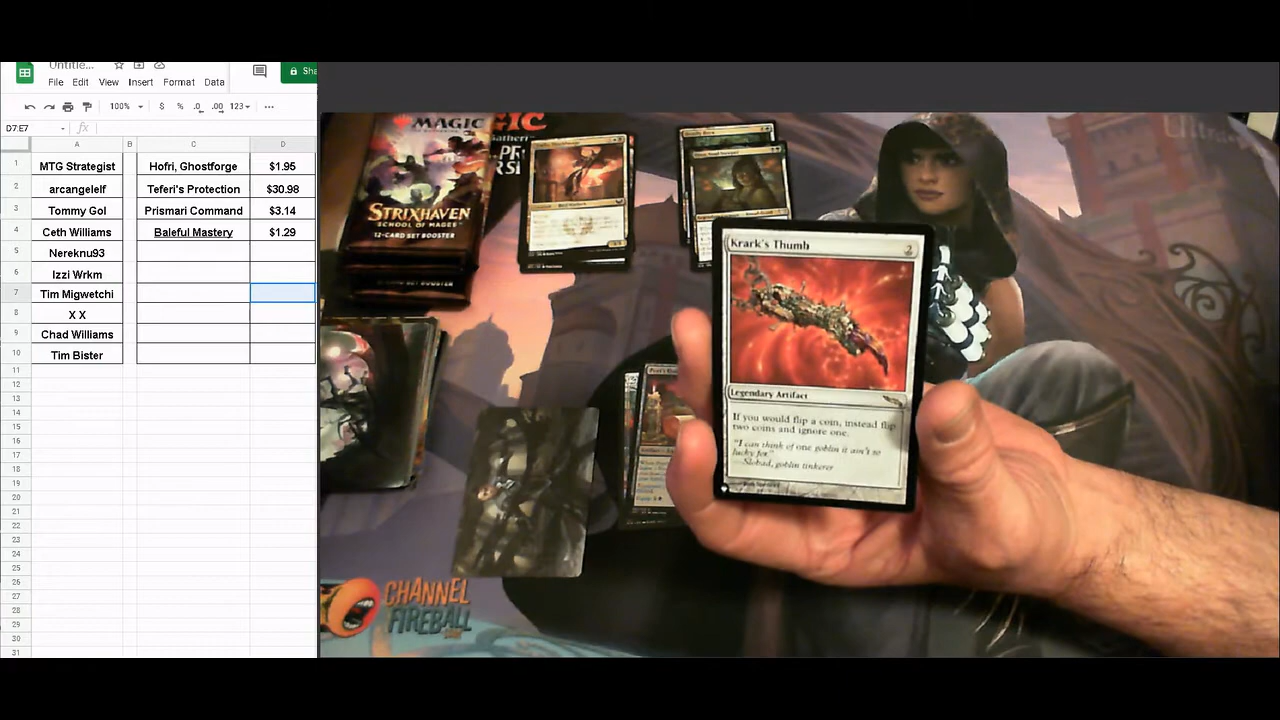 Untitle...
File Edit View Insert Format Data
Sha
100% $ % .0 .00 123 ...
D7:E7
fx
A B C D
MTG Strategist Hofri, Ghostforge $1.95
2 arcangelelf Teferi's Protection $30.98
3 Tommy Gol Prismari Command $3.14
4 Ceth Williams Baleful Mastery $1.29
5 Nereknu93
6 Izzi Wrkm
7 Tim Migwetchi
8 X X
9 Chad Williams
10 Tim Bister
11
12
13
14
15
16
17
18
19
20
21
22
23
24
25
26
27
28
29
30
31
MAGIC
STRIXHAVEN
SCHOOL OF MAGES
12-CARD SET BOOSTER
Krark's Thumb 2
Legendary Artifact
If you would flip a coin, instead flip
two coins and ignore one.
"I can think of one goblin it ain't so
lucky for."
—Slobad, goblin tinkerer
CHANNEL
FIREBALL